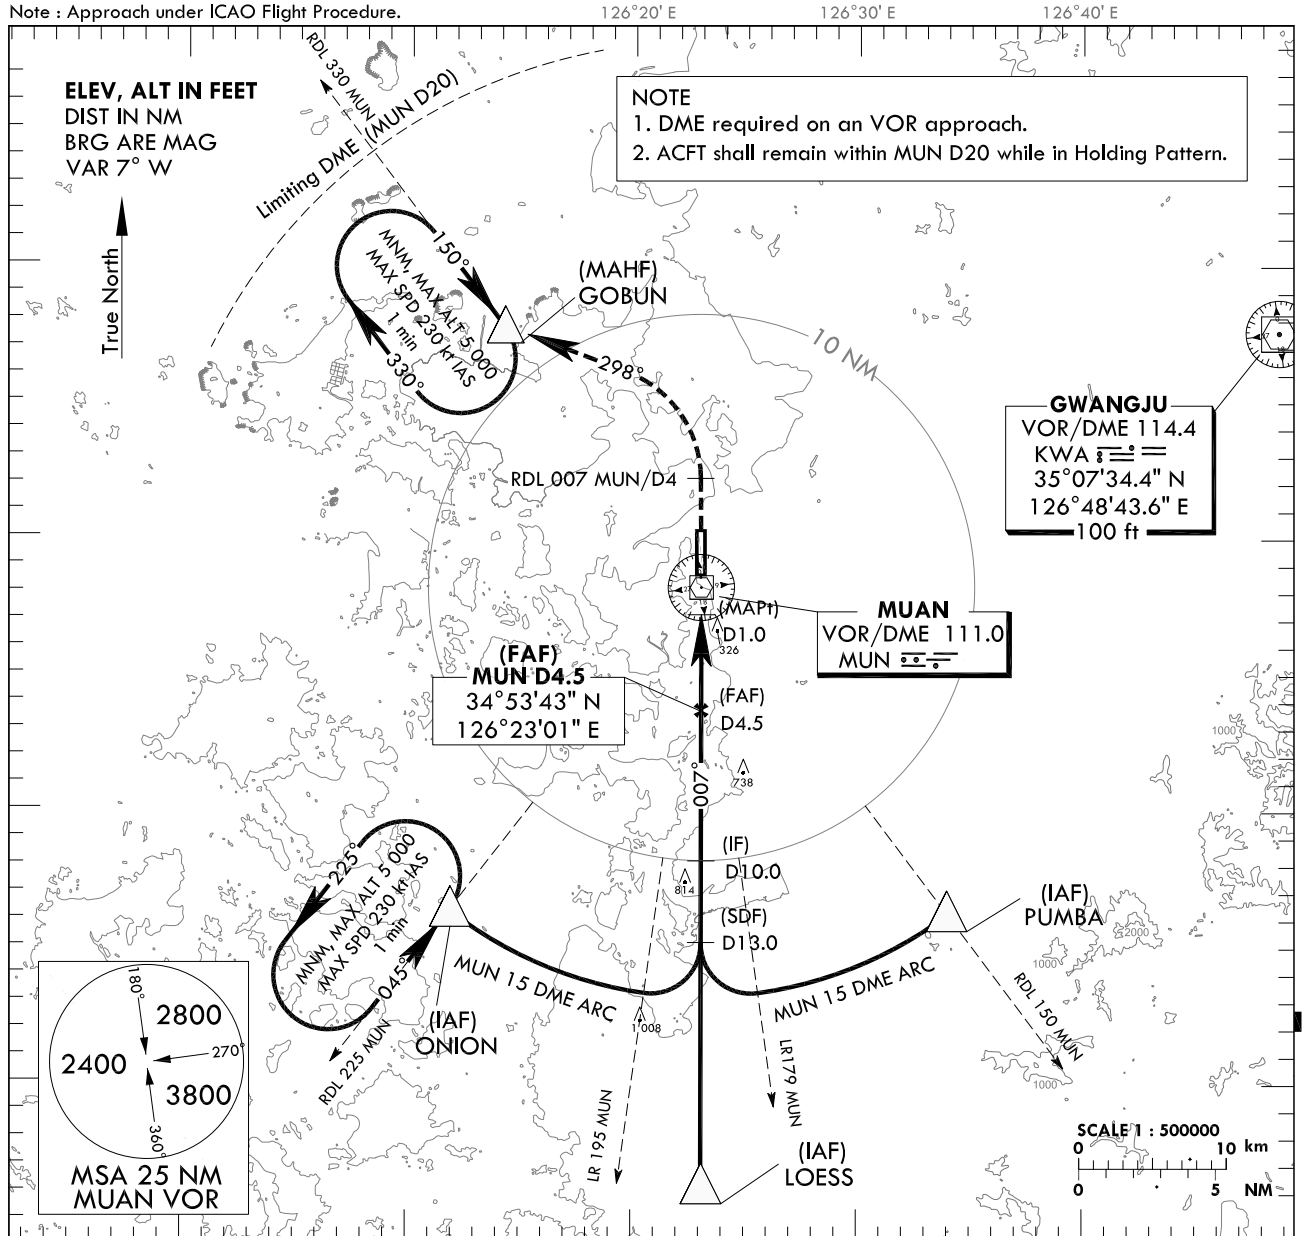 Note : Approach under ICAO Flight Procedure.
126°20' E
126°30' E
126°40' E
ELEV, ALT IN FEET
DIST IN NM
BRG ARE MAG
VAR 7° W
True North
RDL 330 MUN
Limiting DME (MUN D20)
NOTE
1. DME required on an VOR approach.
2. ACFT shall remain within MUN D20 while in Holding Pattern.
150°
MNM, MAX ALT 5 000
MAX SPD 230 kt IAS
1 min
330°
(MAHF)
GOBUN
298°
10 NM
RDL 007 MUN/D4
GWANGJU
VOR/DME 114.4
KWA
35°07'34.4" N
126°48'43.6" E
100 ft
(MAPt)
D1.0
326
MUAN
VOR/DME 111.0
MUN
(FAF)
MUN D4.5
34°53'43" N
126°23'01" E
(FAF)
D4.5
738
1000
007°
(IF)
D10.0
814
(SDF)
D13.0
225°
MNM, MAX ALT 5 000
MAX SPD 230 kt IAS
1 min
045°
(IAF)
PUMBA
2000
1000
MUN 15 DME ARC
MUN 15 DME ARC
(IAF)
ONION
1 008
RDL 225 MUN
RDL 150 MUN
1000
LR 195 MUN
LR179 MUN
180°
2800
270°
2400
3800
360°
MSA 25 NM
MUAN VOR
(IAF)
LOESS
SCALE 1 : 500000
0 10 km
0 5 NM